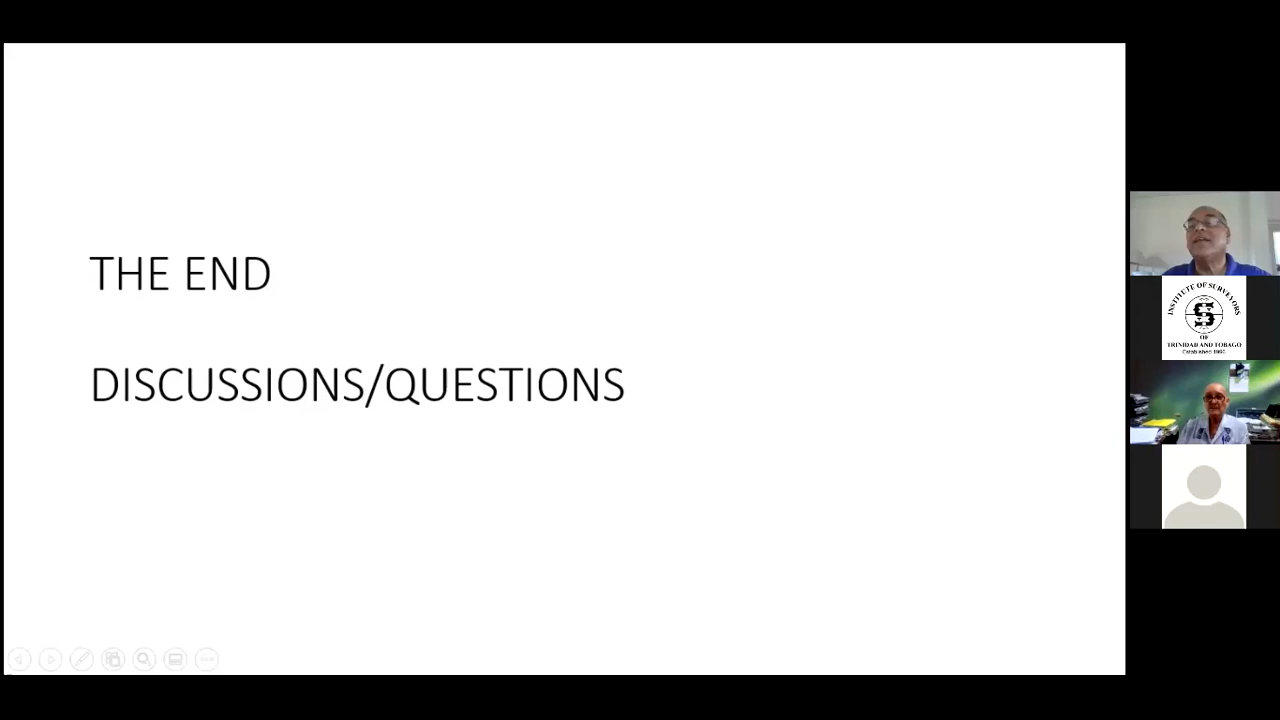 THE END
DISCUSSIONS/QUESTIONS
INSTITUTE OF SURVEYORS
OF
TRINIDAD AND TOBAGO